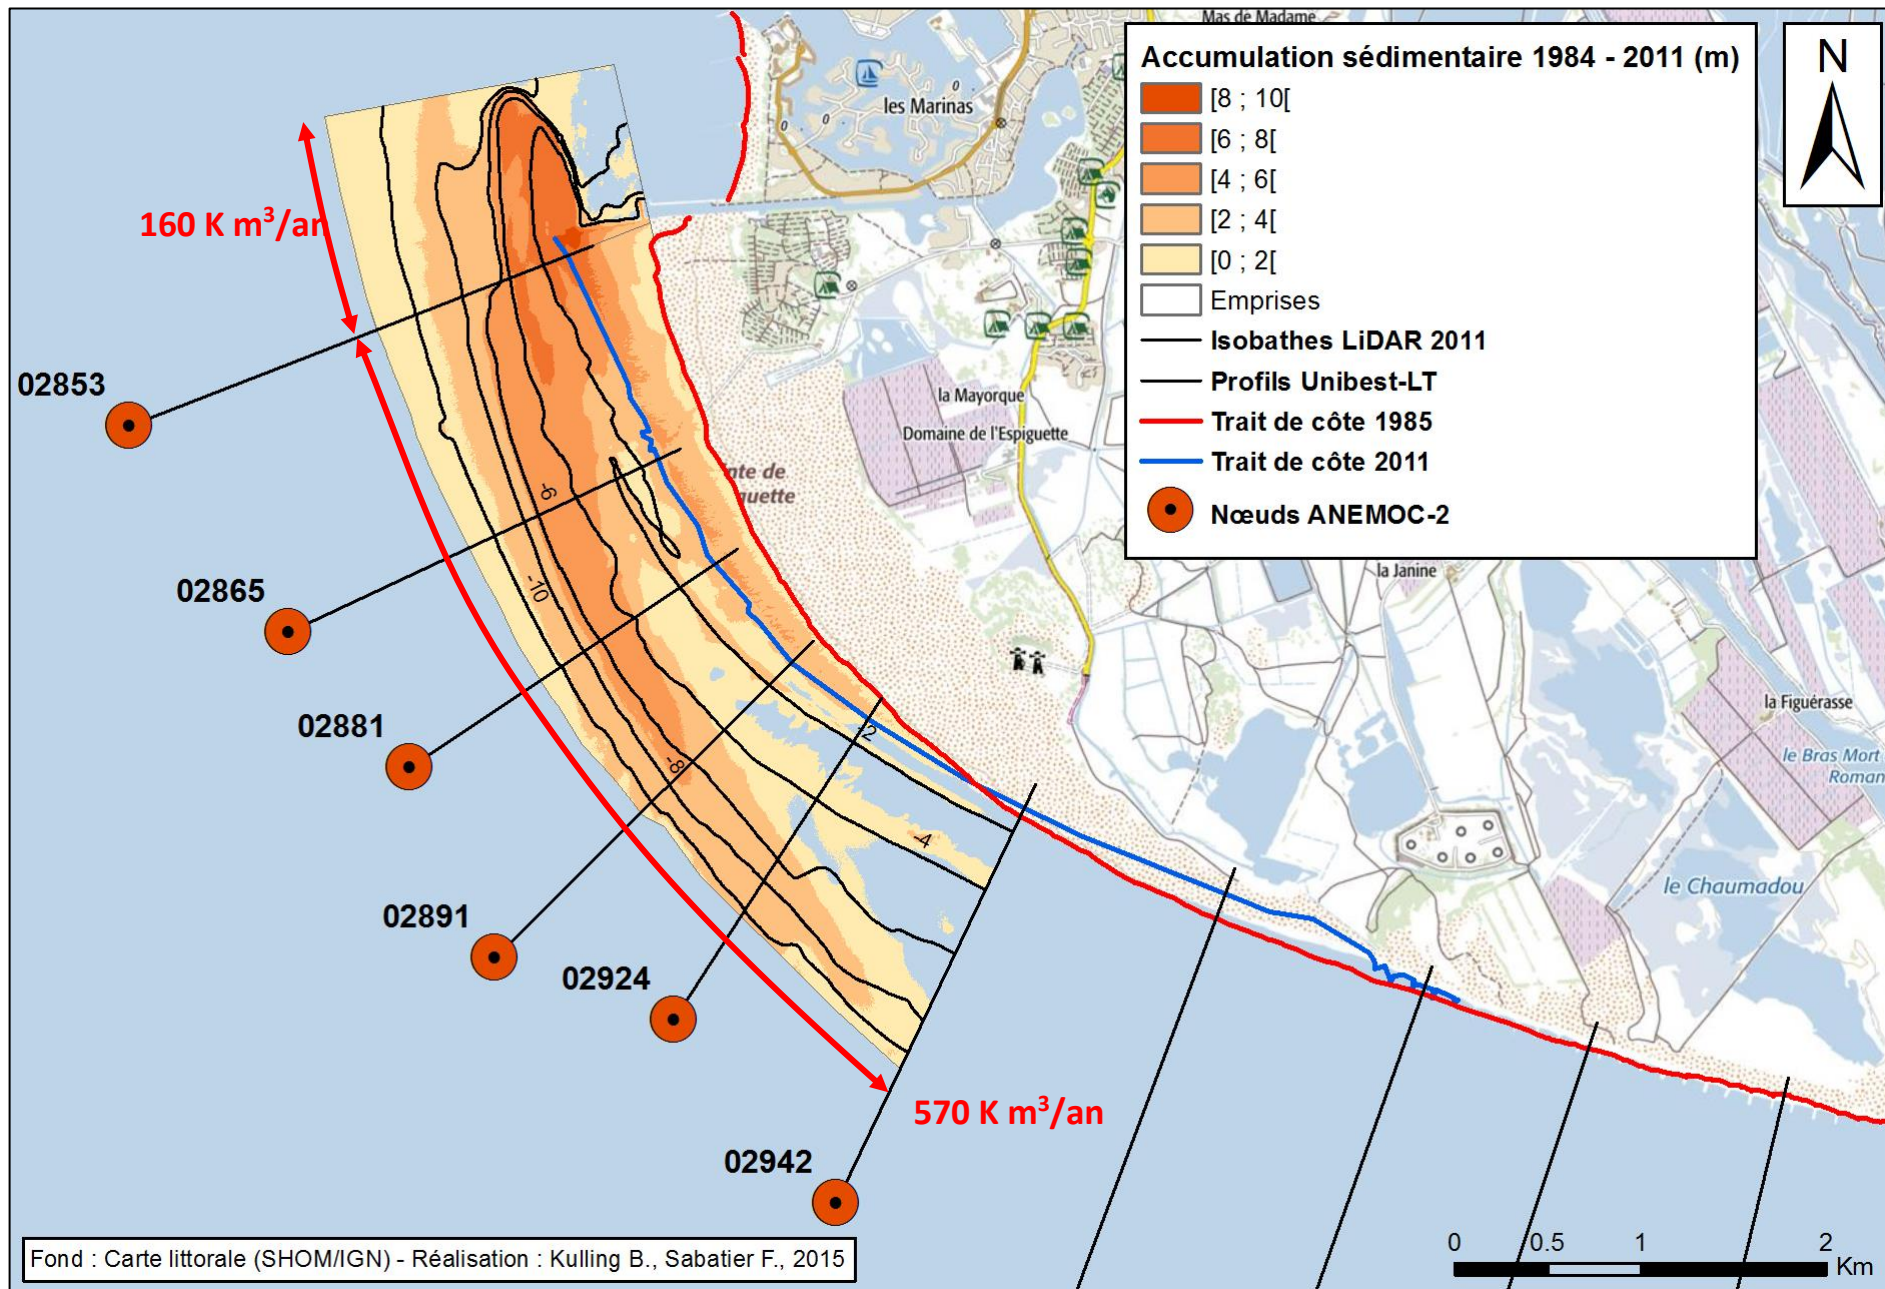 Mas de Madame
les Marinas
Accumulation sédimentaire 1984 - 2011 (m)
[8 ; 10[
[6 ; 8[
[4 ; 6[
[2 ; 4[
[0 ; 2[
Emprises
Isobathes LiDAR 2011
Profils Unibest-LT
Trait de côte 1985
Trait de côte 2011
Nœuds ANEMOC-2
N
160 K m³/an
02853
la Mayorque
Domaine de l'Espiguette
nte de
guette
-6
-10
02865
la Janine
02881
la Figuérasse
-2
le Bras Mort
Roman
-8
-4
le Chaumadou
02891
02924
570 K m³/an
02942
Fond : Carte littorale (SHOM/IGN) - Réalisation : Kulling B., Sabatier F., 2015
0 0.5 1 2
Km